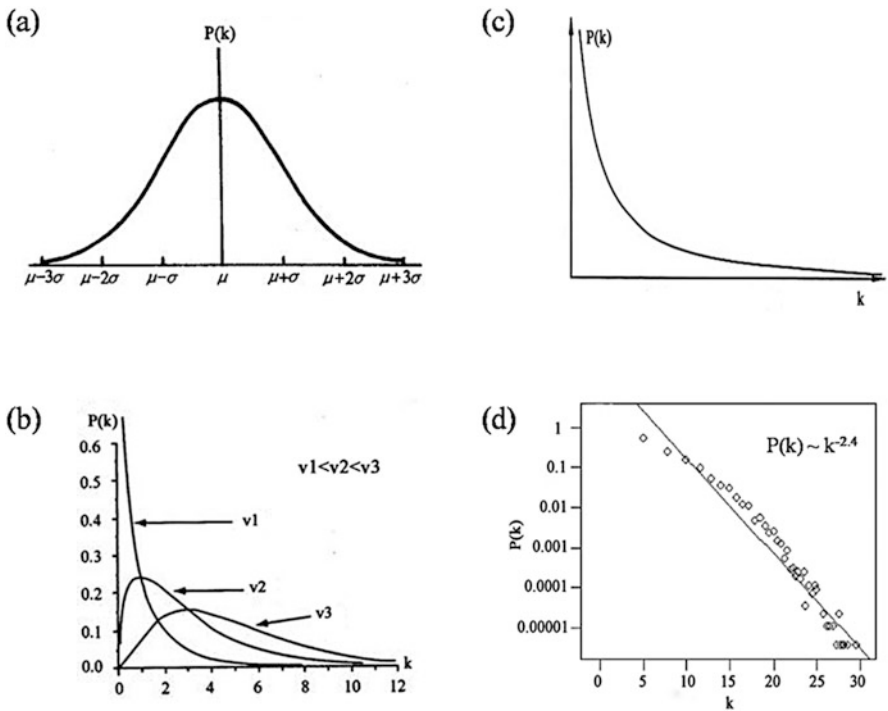 (a)
P(k)
μ-3σ μ-2σ μ-σ μ μ+σ μ+2σ μ+3σ
(c)
P(k)
k
(b)
P(k)
0.6
0.5
0.4
0.3
0.2
0.1
0.0
v1<v2<v3
v1
v2
v3
k
0 2 4 6 8 10 12
(d)
P(k) ~ k⁻²·⁴
1
0.1
0.01
0.001
0.0001
0.00001
P(k)
0 5 10 15 20 25 30
k